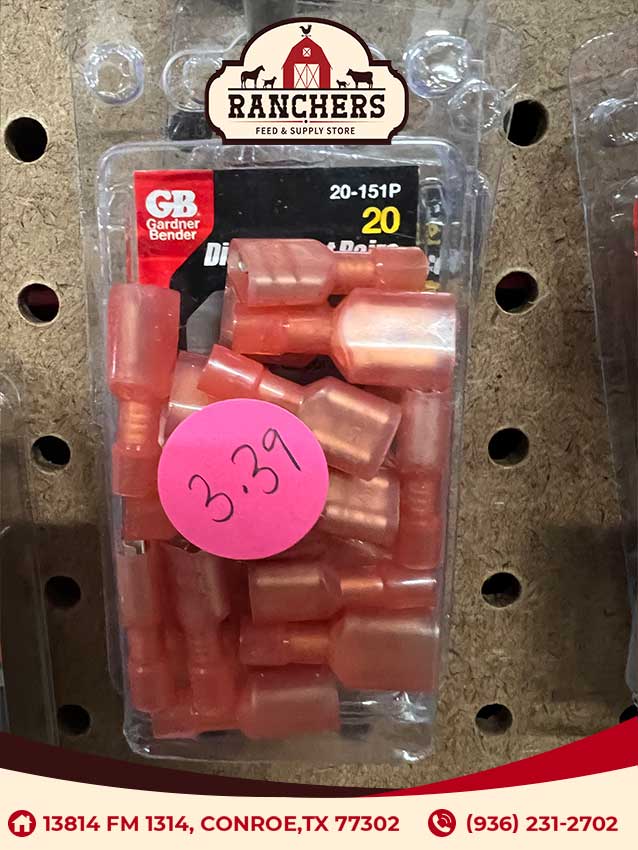 RANCHERS
FEED & SUPPLY STORE
GB
Gardner
Bender
20-151P
20
3.39
13814 FM 1314, CONROE,TX 77302
(936) 231-2702